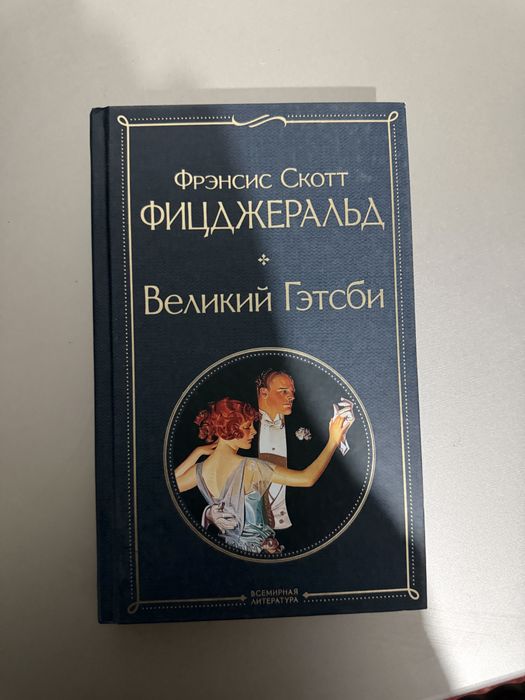 Фрэнсис Скотт
ФИЦДЖЕРАЛЬД
Великий Гэтсби
ВСЕМИРНАЯ
ЛИТЕРАТУРА